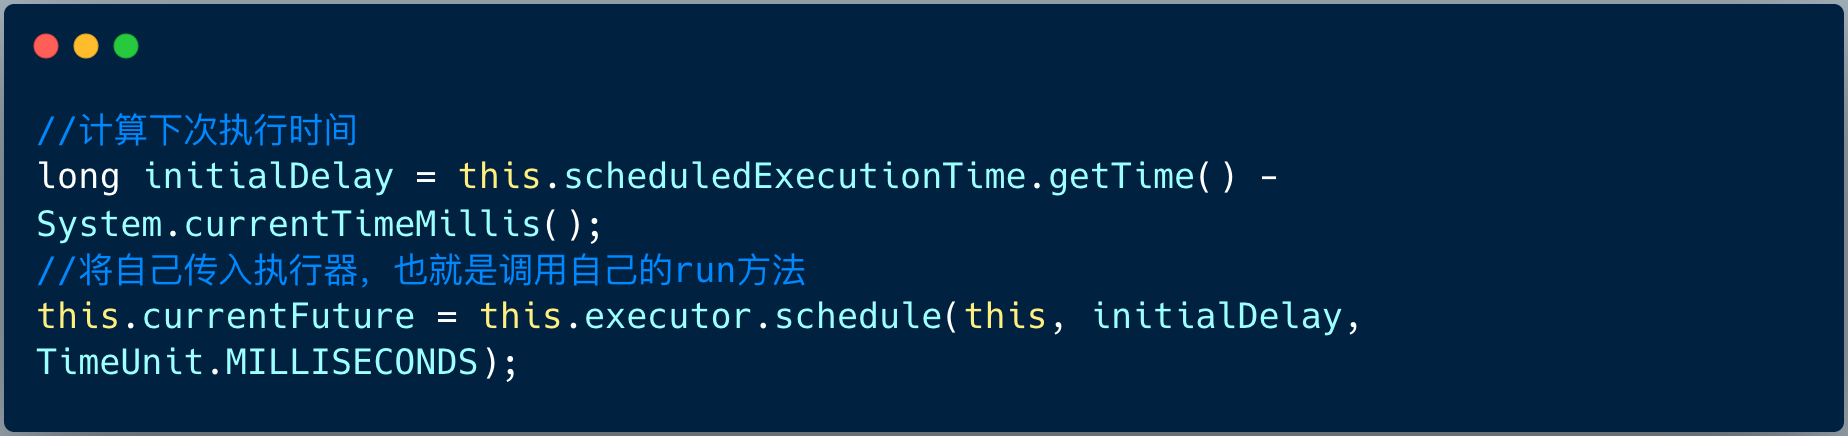 //计算下次执行时间
long initialDelay = this.scheduledExecutionTime.getTime() -
System.currentTimeMillis();
//将自己传入执行器，也就是调用自己的run方法
this.currentFuture = this.executor.schedule(this, initialDelay,
TimeUnit.MILLISECONDS);